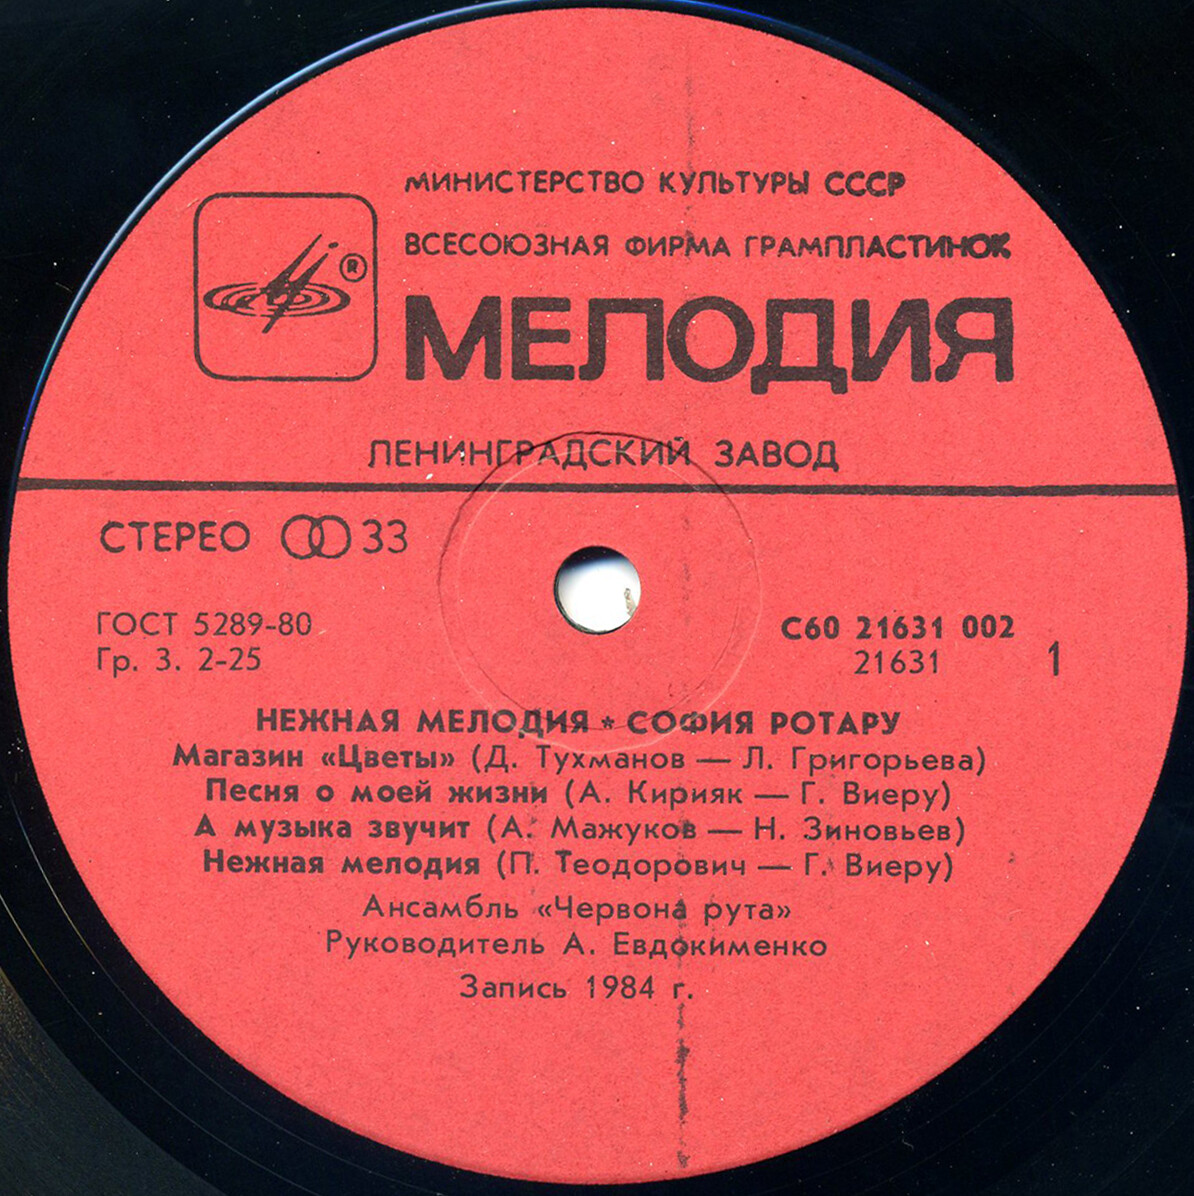 МИНИСТЕРСТВО КУЛЬТУРЫ СССР
ВСЕСОЮЗНАЯ ФИРМА ГРАМПЛАСТИНОК
®
МЕЛОДИЯ
ЛЕНИНГРАДСКИЙ ЗАВОД
СТЕРЕО 33
ГОСТ 5289-80
Гр. 3. 2-25
С60 21631 002
21631
1
НЕЖНАЯ МЕЛОДИЯ * СОФИЯ РОТАРУ
Магазин «Цветы» (Д. Тухманов — Л. Григорьева)
Песня о моей жизни (А. Кирияк — Г. Виеру)
А музыка звучит (А. Мажуков — Н. Зиновьев)
Нежная мелодия (П. Теодорович — Г. Виеру)
Ансамбль «Червона рута»
Руководитель А. Евдокименко
Запись 1984 г.